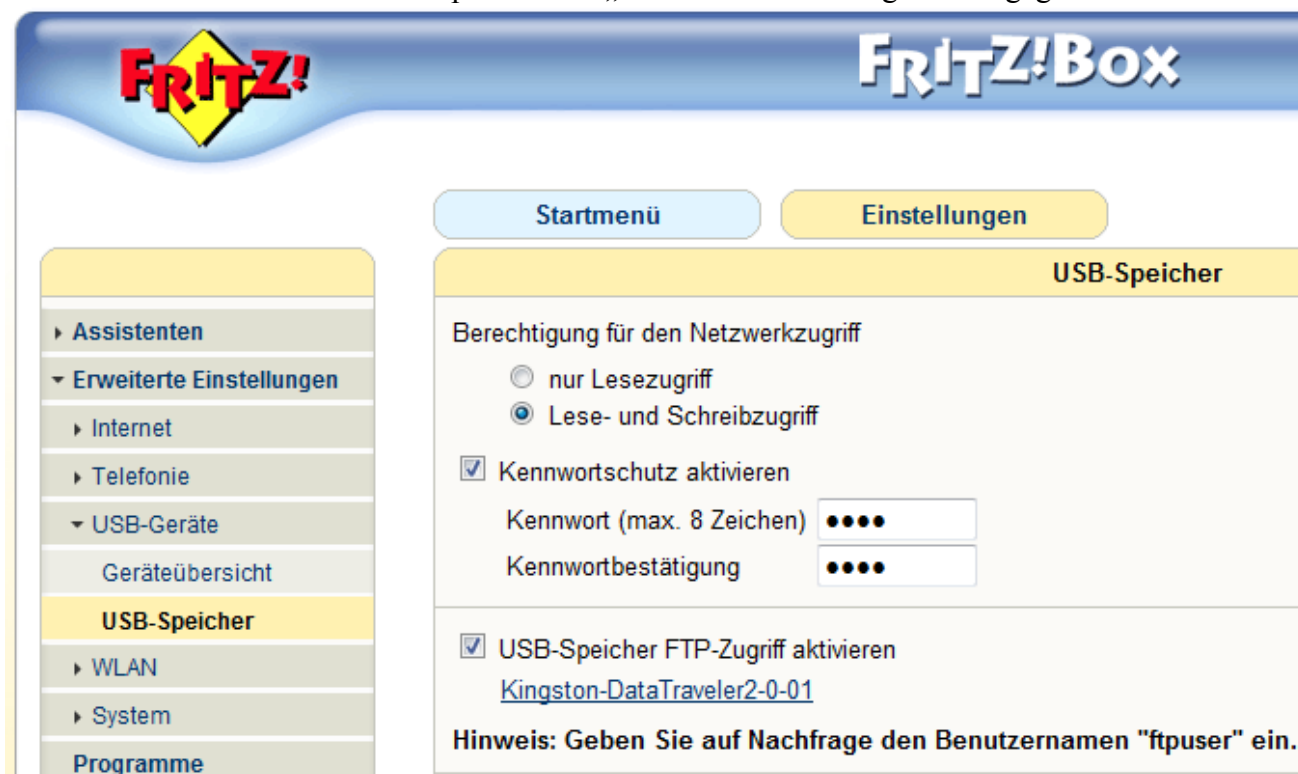 FRITZ!
FRITZ!Box
Startmenü
Einstellungen
Assistenten
Erweiterte Einstellungen
Internet
Telefonie
USB-Geräte
Geräteübersicht
USB-Speicher
WLAN
System
Programme
USB-Speicher
Berechtigung für den Netzwerkzugriff
nur Lesezugriff
Lese- und Schreibzugriff
Kennwortschutz aktivieren
Kennwort (max. 8 Zeichen) ••••
Kennwortbestätigung ••••
USB-Speicher FTP-Zugriff aktivieren
Kingston-DataTraveler2-0-01
Hinweis: Geben Sie auf Nachfrage den Benutzernamen "ftpuser" ein.